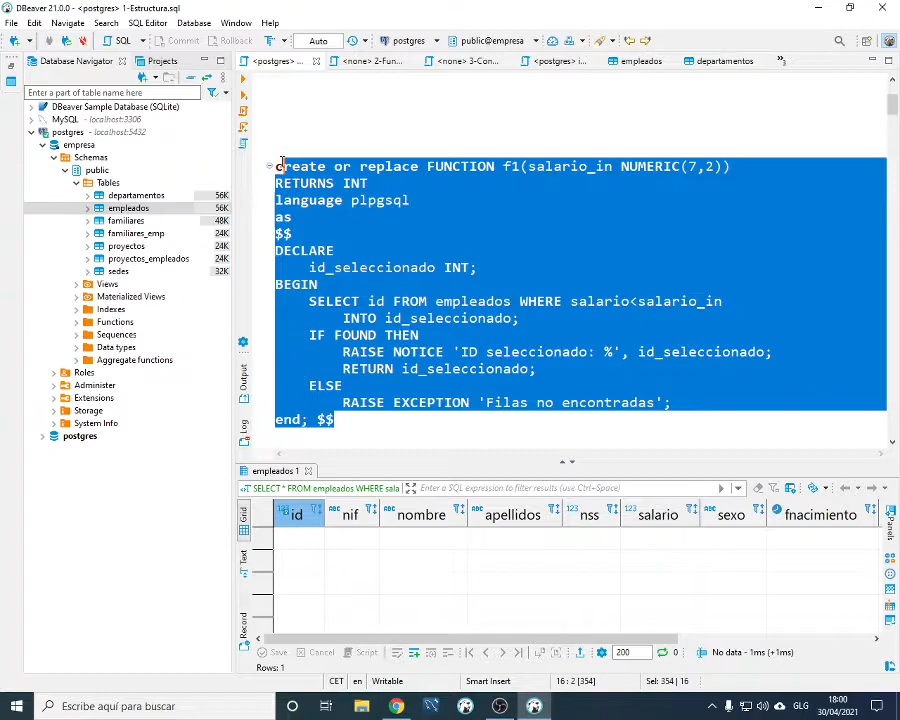 DBeaver 21.0.0 - <postgres> 1-Estructura.sql
File Edit Navigate Search SQL Editor Database Window Help
SQL Commit Rollback Auto postgres public@empresa
Database Navigator Projects
<postgres> ... <none> 2-Fun... <none> 3-Con... <postgres> i... empleados departamentos
Enter a part of table name here
DBeaver Sample Database (SQLite)
MySQL - localhost:3306
postgres - localhost:5432
empresa
Schemas
public
Tables
departamentos 56K
empleados 56K
familiares 48K
familiares_emp 24K
proyectos 24K
proyectos_empleados 24K
sedes 32K
Views
Materialized Views
Indexes
Functions
Sequences
Data types
Aggregate functions
Roles
Administer
Extensions
Storage
System Info
postgres
create or replace FUNCTION f1(salario_in NUMERIC(7,2))
RETURNS INT
language plpgsql
as
$$
DECLARE
id_seleccionado INT;
BEGIN
SELECT id FROM empleados WHERE salario<salario_in
INTO id_seleccionado;
IF FOUND THEN
RAISE NOTICE 'ID seleccionado: %', id_seleccionado;
RETURN id_seleccionado;
ELSE
RAISE EXCEPTION 'Filas no encontradas';
end; $$
Output
Log
empleados 1
SELECT * FROM empleados WHERE sala Enter a SQL expression to filter results (use Ctrl+Space)
Grid
Text
Record
123 id ABC nif ABC nombre ABC apellidos 123 nss 123 salario ABC sexo fnacimiento
Panels
Save Cancel Script 200 0 No data - 1ms (+1ms)
Rows: 1
CET en Writable Smart Insert 16 : 2 [354] Sel: 354 | 16
Escribe aquí para buscar
GLG
18:00
30/04/2021